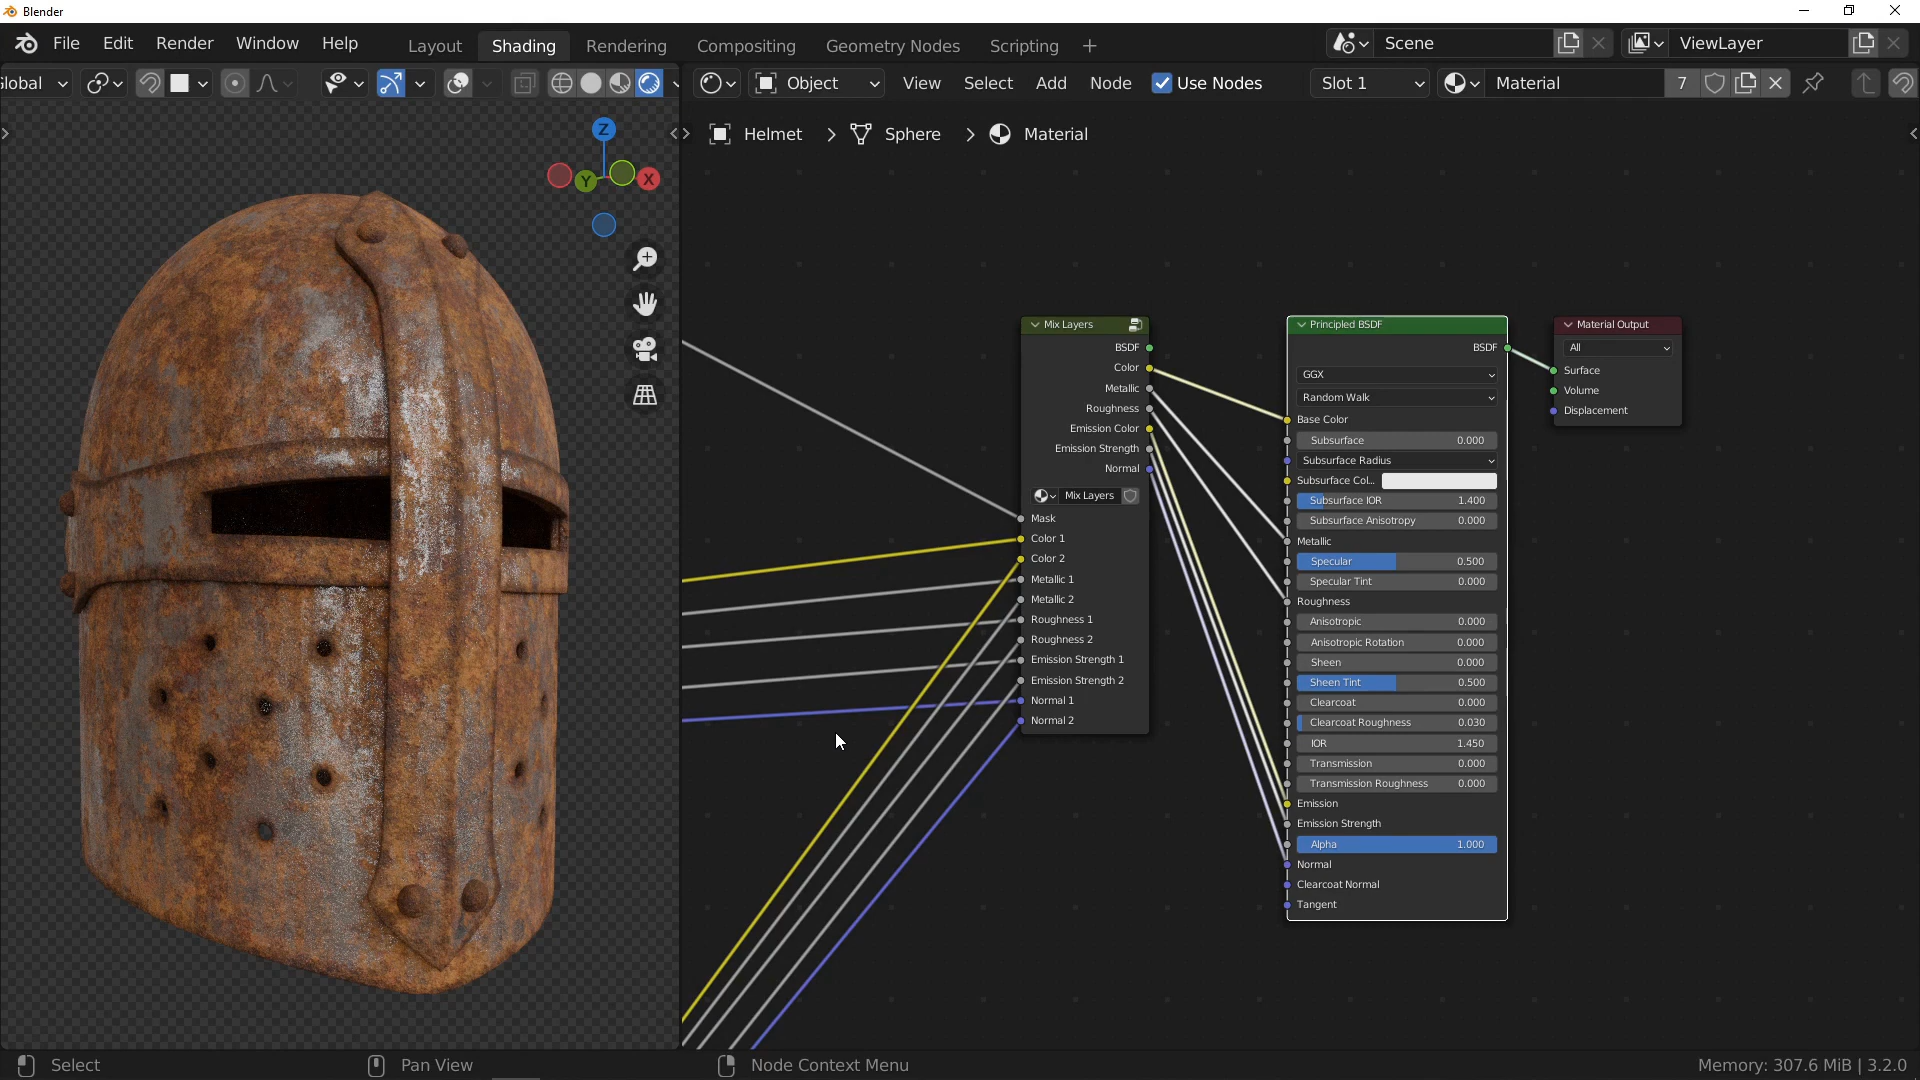 Blender
File Edit Render Window Help Layout Shading Rendering Compositing Geometry Nodes Scripting + Scene ViewLayer
Global Object View Select Add Node Use Nodes Slot 1 Material 7
Helmet > Sphere > Material
Z
Y X
Mix Layers
BSDF
Color
Metallic
Roughness
Emission Color
Emission Strength
Normal
Mix Layers
Mask
Color 1
Color 2
Metallic 1
Metallic 2
Roughness 1
Roughness 2
Emission Strength 1
Emission Strength 2
Normal 1
Normal 2
Principled BSDF
BSDF
GGX
Random Walk
Base Color
Subsurface 0.000
Subsurface Radius
Subsurface Col..
Subsurface IOR 1.400
Subsurface Anisotropy 0.000
Metallic
Specular 0.500
Specular Tint 0.000
Roughness
Anisotropic 0.000
Anisotropic Rotation 0.000
Sheen 0.000
Sheen Tint 0.500
Clearcoat 0.000
Clearcoat Roughness 0.030
IOR 1.450
Transmission 0.000
Transmission Roughness 0.000
Emission
Emission Strength
Alpha 1.000
Normal
Clearcoat Normal
Tangent
Material Output
All
Surface
Volume
Displacement
Select Pan View Node Context Menu Memory: 307.6 MiB | 3.2.0